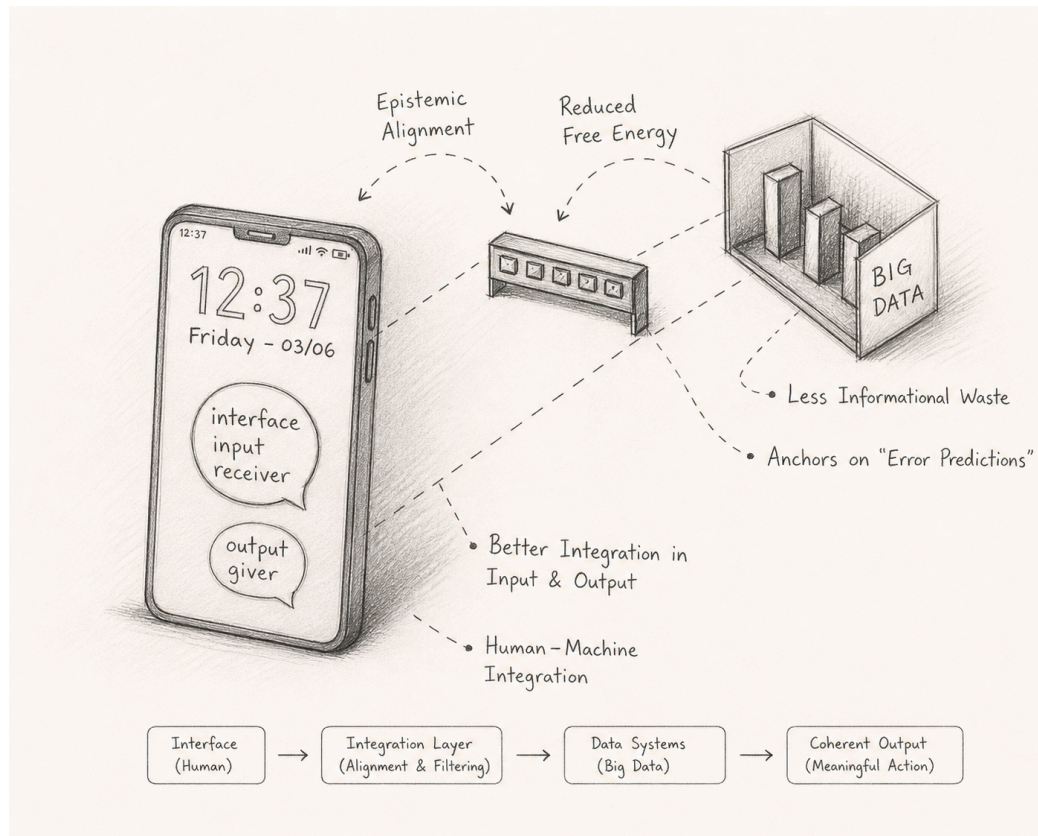 Epistemic
Alignment
Reduced
Free Energy
12:37
12:37
Friday - 03/06
interface
input
receiver
output
giver
BIG
DATA
Less Informational Waste
Anchors on "Error Predictions"
Better Integration in
Input & Output
Human-Machine
Integration
Interface
(Human)
Integration Layer
(Alignment & Filtering)
Data Systems
(Big Data)
Coherent Output
(Meaningful Action)